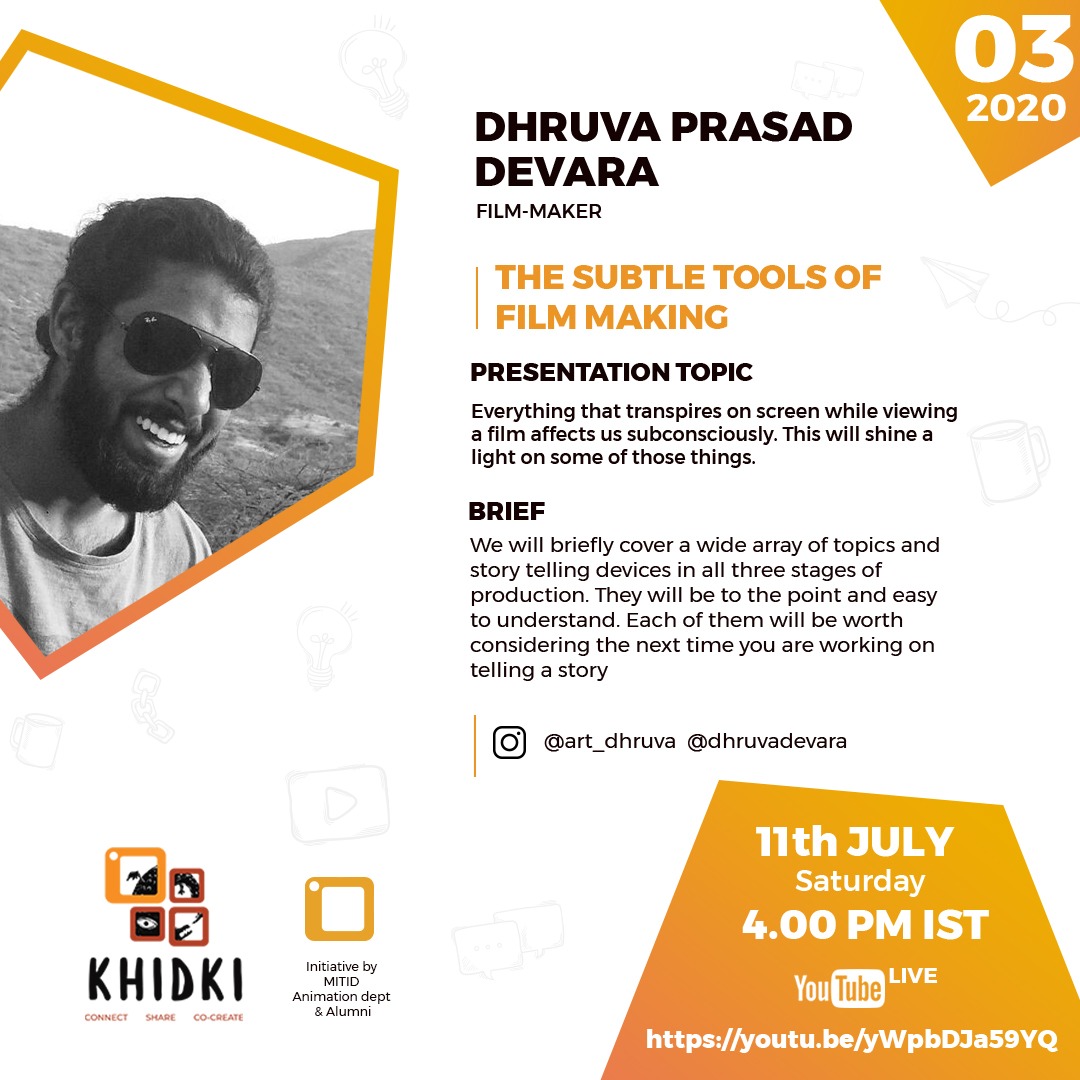 03
2020
DHRUVA PRASAD
DEVARA
FILM-MAKER
THE SUBTLE TOOLS OF
FILM MAKING
PRESENTATION TOPIC
Everything that transpires on screen while viewing
a film affects us subconsciously. This will shine a
light on some of those things.
BRIEF
We will briefly cover a wide array of topics and
story telling devices in all three stages of
production. They will be to the point and easy
to understand. Each of them will be worth
considering the next time you are working on
telling a story
@art_dhruva @dhruvadevara
KHIDKI
CONNECT SHARE CO-CREATE
Initiative by
MITID
Animation dept
& Alumni
11th JULY
Saturday
4.00 PM IST
YouTube LIVE
https://youtu.be/yWpbDJa59YQ
Ray-Ban